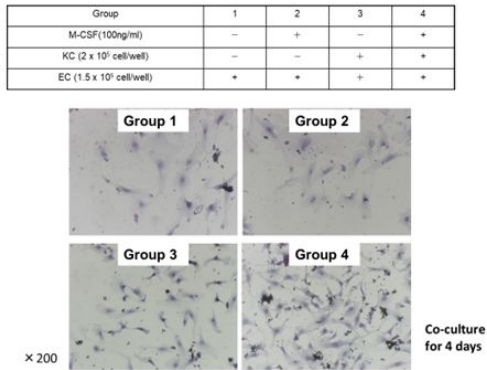 Group 1 2 3 4
M-CSF(100ng/ml) − + − +
KC (2 x 10⁵ cell/well) − − + +
EC (1.5 x 10⁵ cell/well) + + + +
Group 1 Group 2
Group 3 Group 4
×200
Co-culture
for 4 days